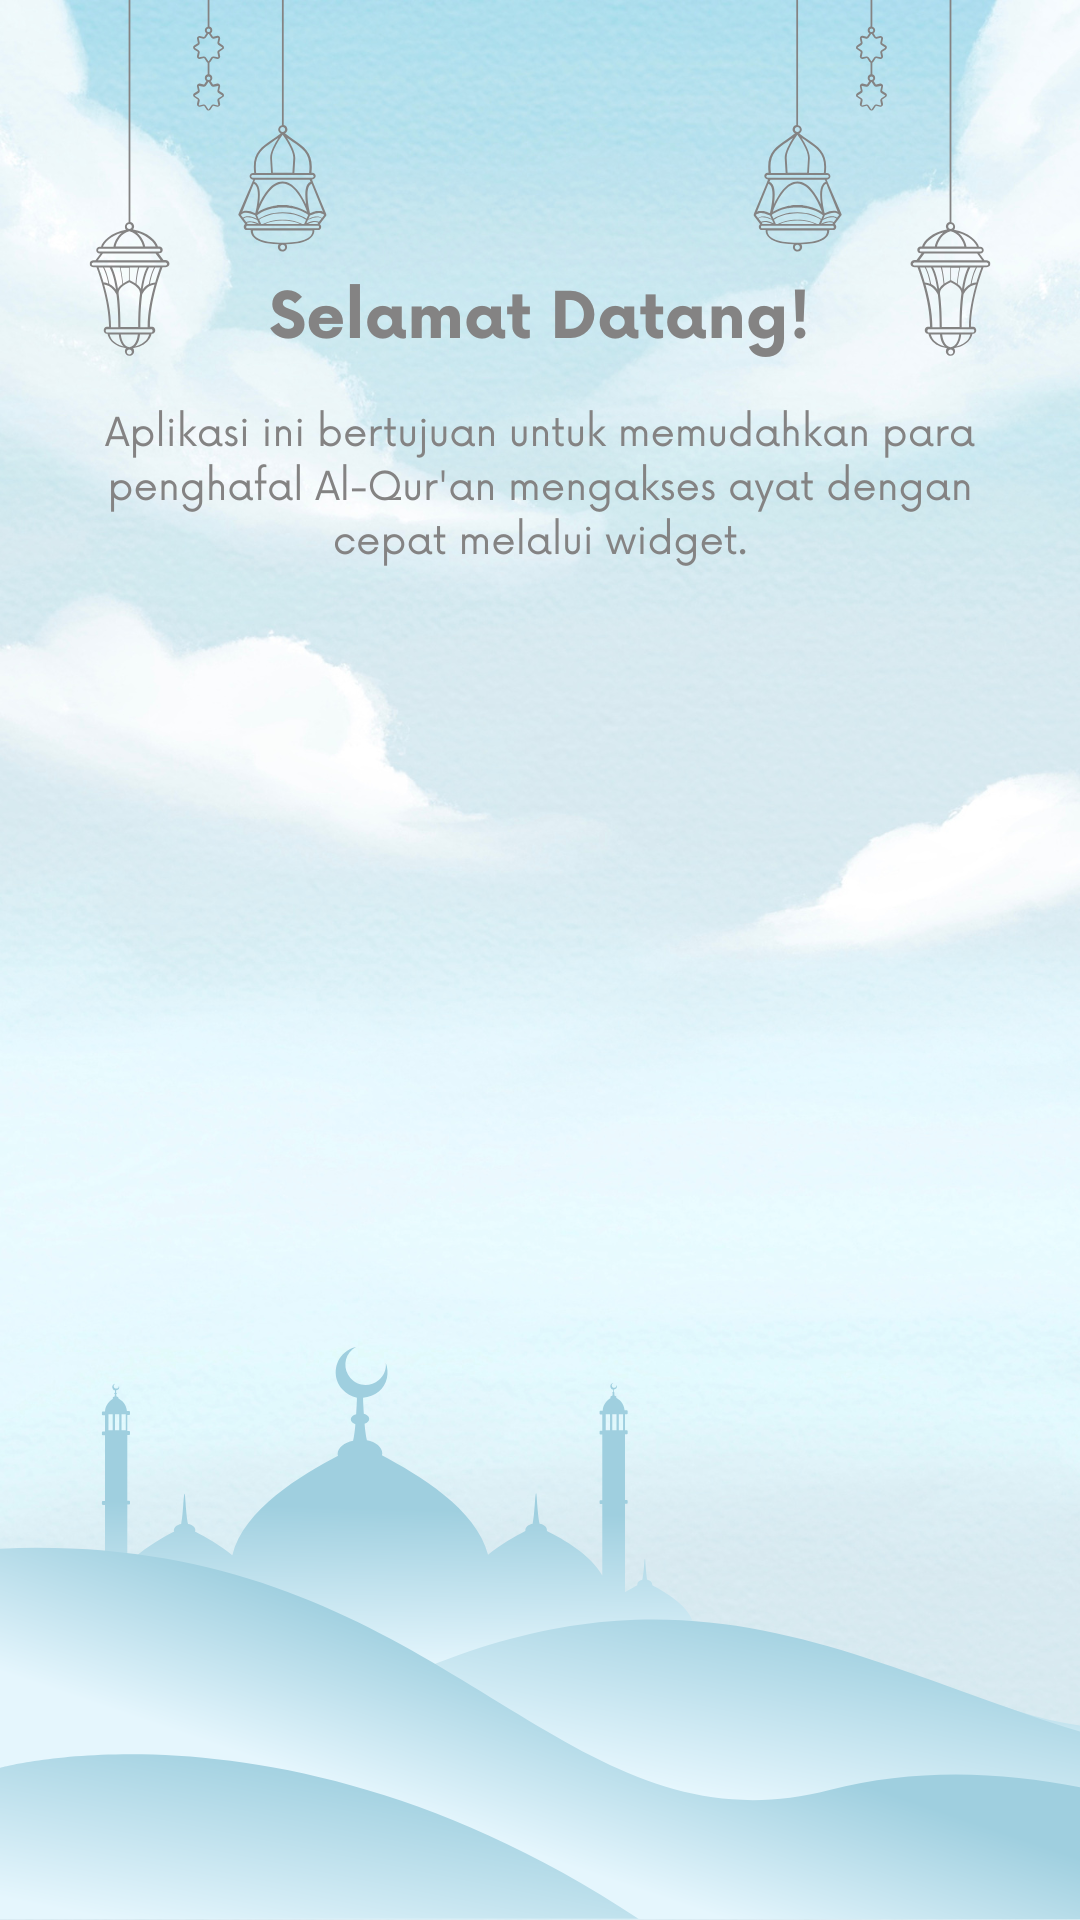 Selamat Datang!
Aplikasi ini bertujuan untuk memudahkan para
penghafal Al-Qur'an mengakses ayat dengan
cepat melalui widget.